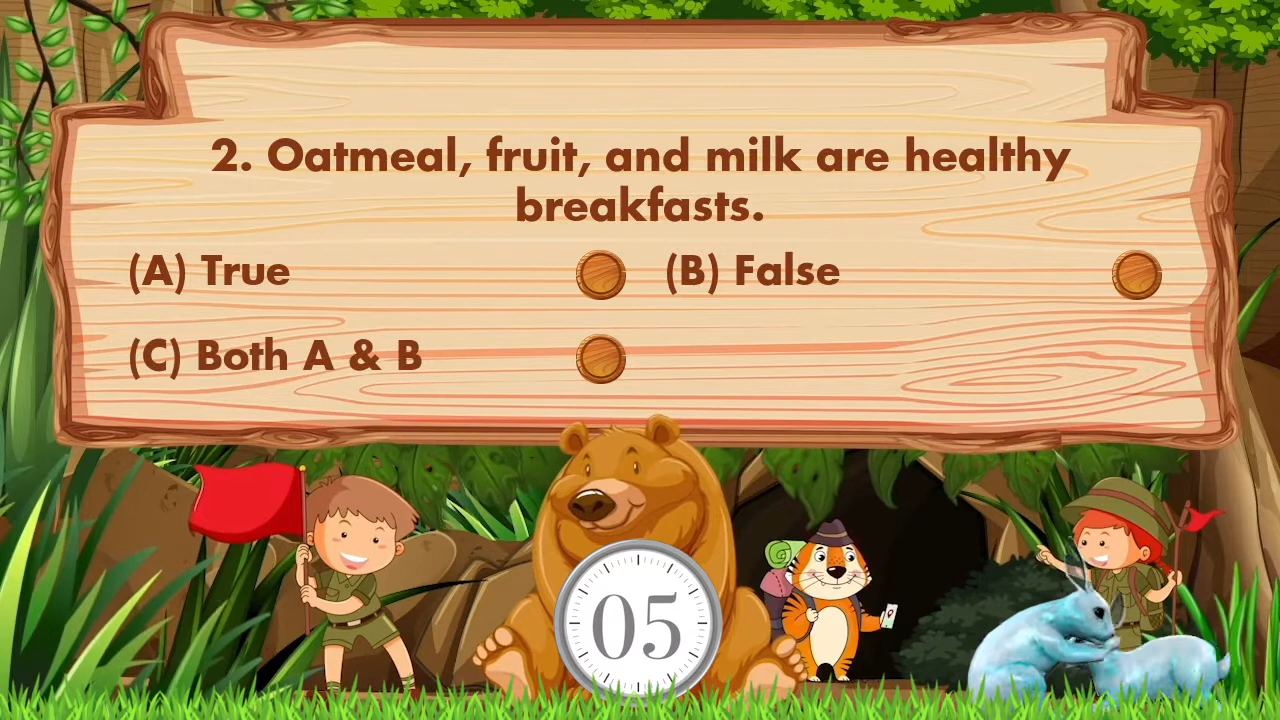 2. Oatmeal, fruit, and milk are healthy
breakfasts.
(A) True
(B) False
(C) Both A & B
05